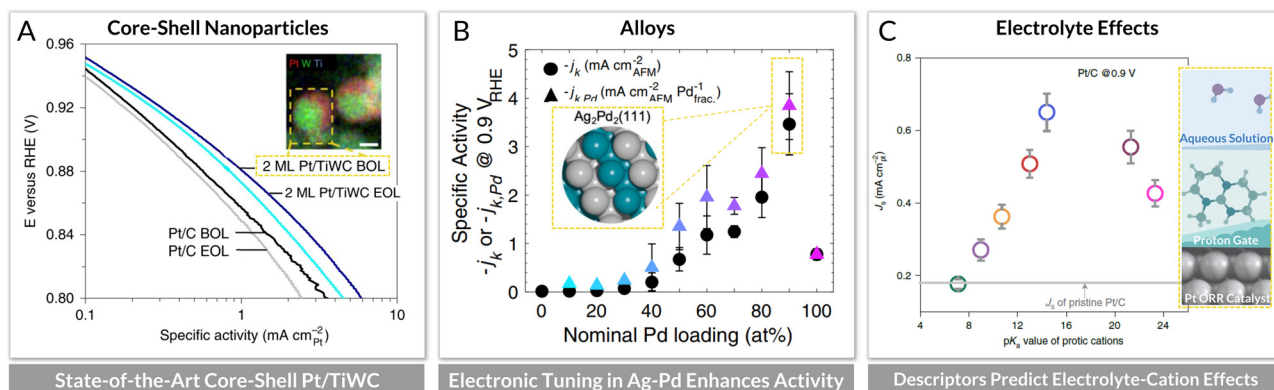 A
Core-Shell Nanoparticles
0.96
0.92
0.88
0.84
0.80
E versus RHE (V)
Pt W Ti
2 ML Pt/TiWC BOL
2 ML Pt/TiWC EOL
Pt/C BOL
Pt/C EOL
0.1
1
10
Specific activity (mA cm⁻²Pt)
State-of-the-Art Core-Shell Pt/TiWC
B
Alloys
Specific Activity
-jk or -jk,Pd @ 0.9 VRHE
5
4
3
2
1
0
-jk (mA cm⁻²AFM)
-jk,Pd (mA cm⁻²AFM Pd⁻¹frac.)
Ag2Pd2(111)
0
20
40
60
80
100
Nominal Pd loading (at%)
Electronic Tuning in Ag-Pd Enhances Activity
C
Electrolyte Effects
Js (mA cm⁻²Pt)
0.8
0.6
0.4
0.2
Pt/C @0.9 V
Js of pristine Pt/C
4
8
12
16
20
24
pKa value of protic cations
Aqueous Solution
Proton Gate
Pt ORR Catalyst
Descriptors Predict Electrolyte-Cation Effects